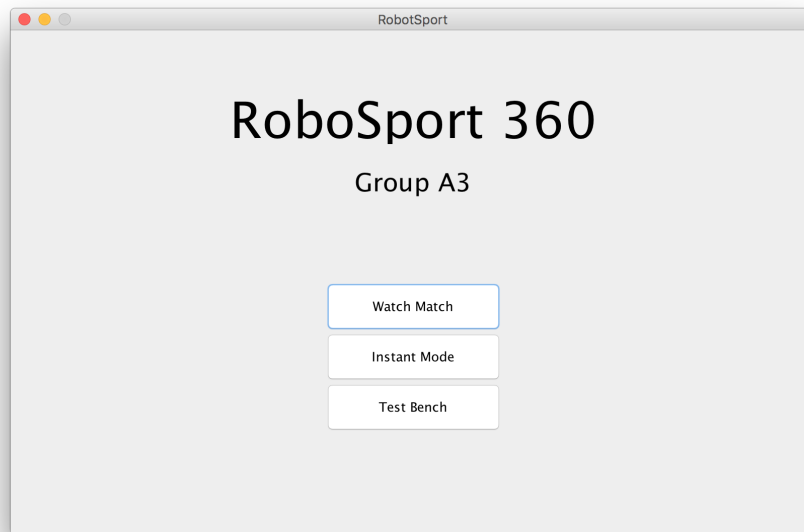 RobotSport
RoboSport 360
Group A3
Watch Match
Instant Mode
Test Bench